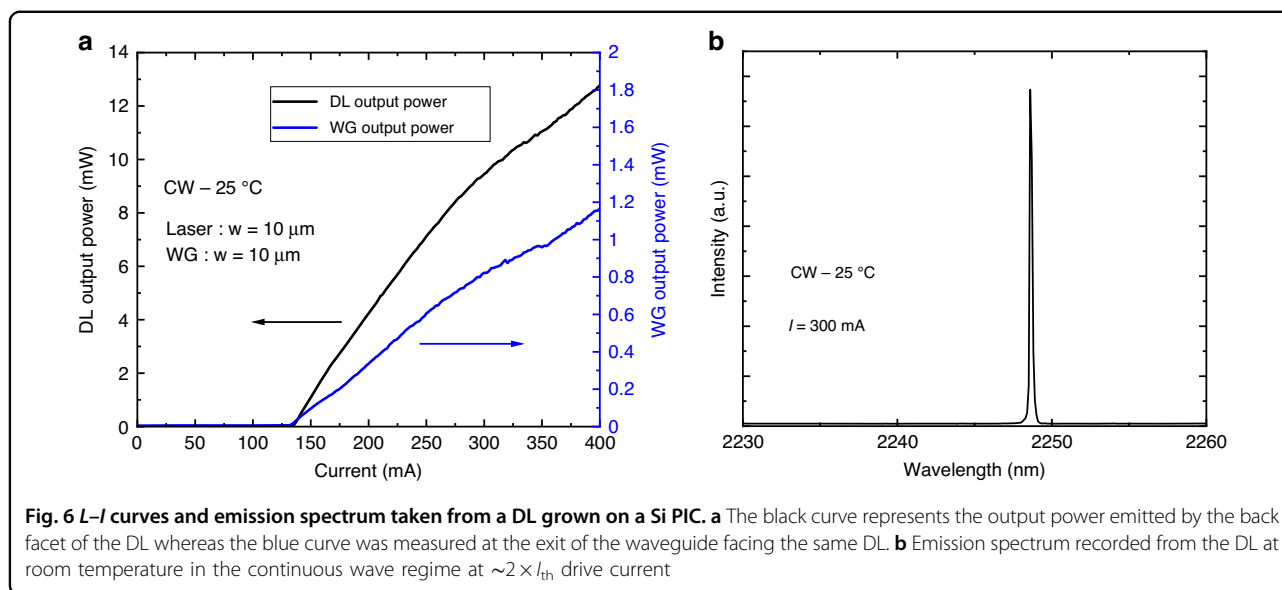 a
14
12
10
8
6
4
2
0
DL output power (mW)
DL output power
WG output power
CW – 25 °C
Laser : w = 10 μm
WG : w = 10 μm
0 50 100 150 200 250 300 350 400
Current (mA)
2
1.8
1.6
1.4
1.2
1
0.8
0.6
0.4
0.2
0
WG output power (mW)
b
Intensity (a.u.)
CW – 25 °C
I = 300 mA
2230 2240 2250 2260
Wavelength (nm)
Fig. 6 L–I curves and emission spectrum taken from a DL grown on a Si PIC. a The black curve represents the output power emitted by the back
facet of the DL whereas the blue curve was measured at the exit of the waveguide facing the same DL. b Emission spectrum recorded from the DL at
room temperature in the continuous wave regime at ~2 × Ith drive current